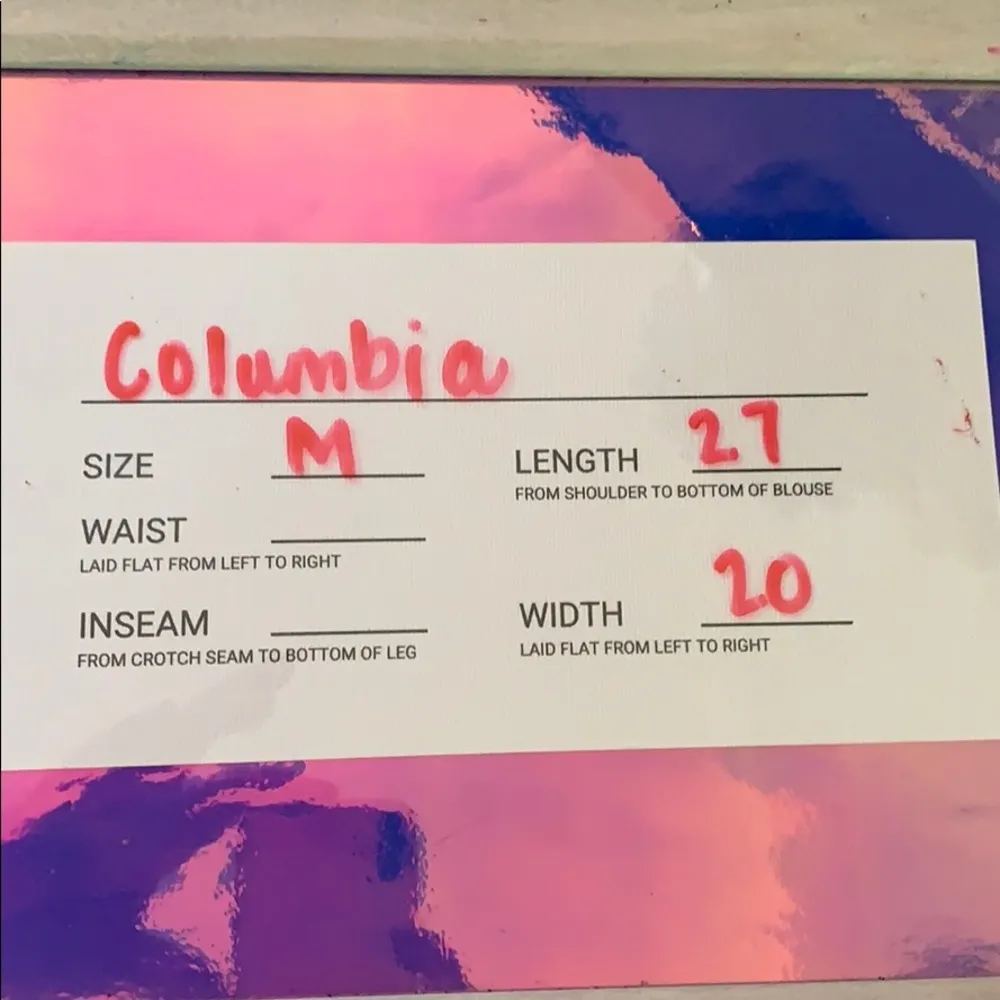 Columbia
SIZE M
WAIST
LAID FLAT FROM LEFT TO RIGHT
INSEAM
FROM CROTCH SEAM TO BOTTOM OF LEG
LENGTH 27
FROM SHOULDER TO BOTTOM OF BLOUSE
WIDTH 20
LAID FLAT FROM LEFT TO RIGHT